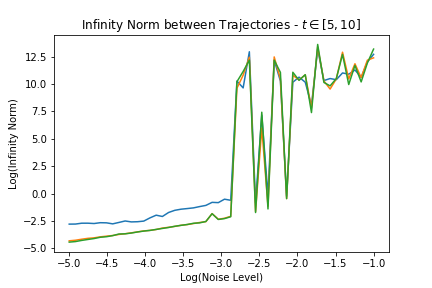 Infinity Norm between Trajectories - t ∈ [5, 10]
Log(Infinity Norm)
12.5
10.0
7.5
5.0
2.5
0.0
−2.5
−5.0
−5.0 −4.5 −4.0 −3.5 −3.0 −2.5 −2.0 −1.5 −1.0
Log(Noise Level)